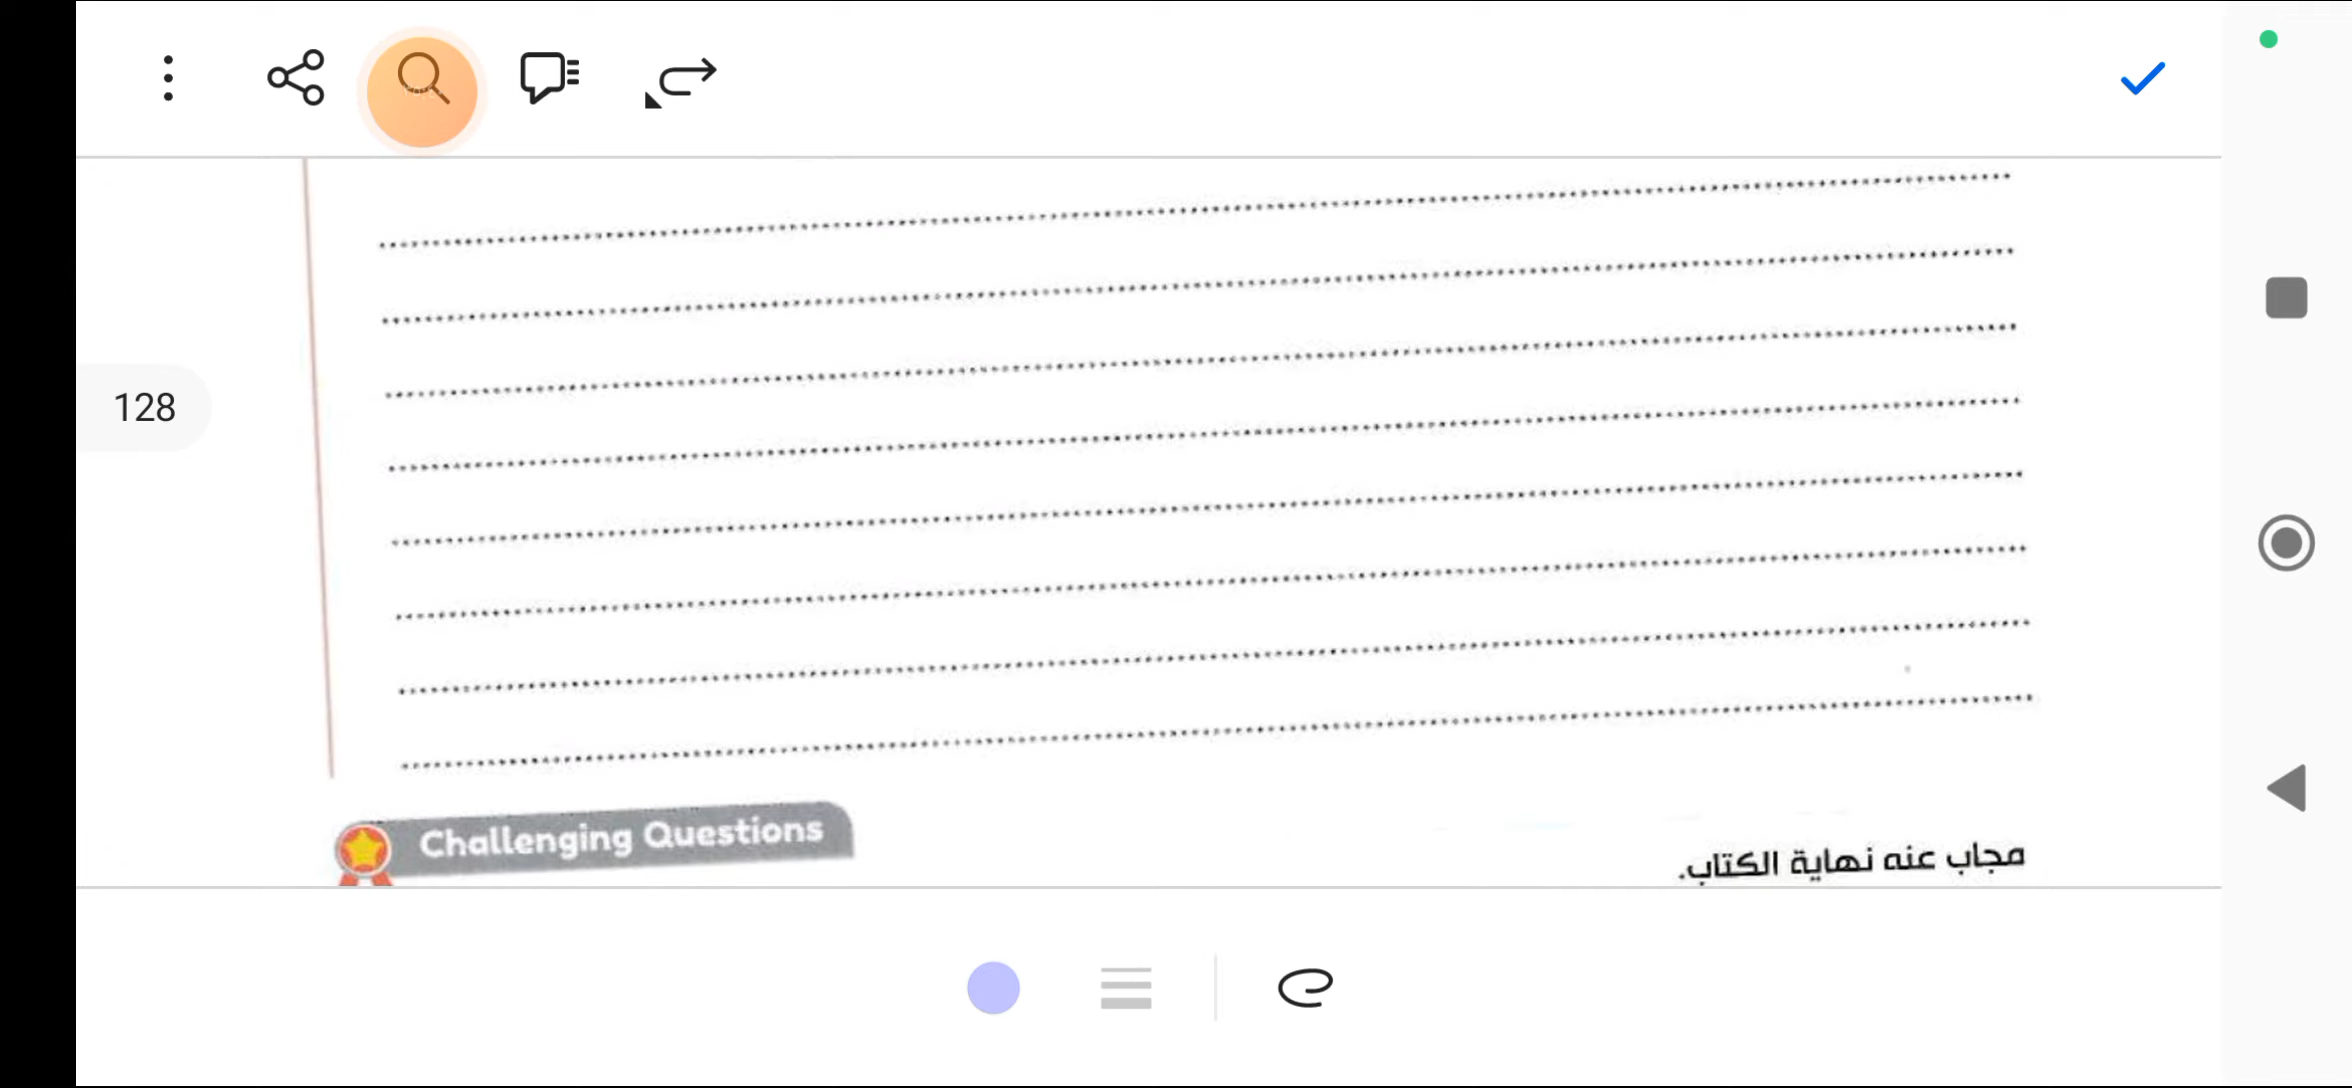 128
Challenging Questions
مجاب عنه نهاية الكتاب.